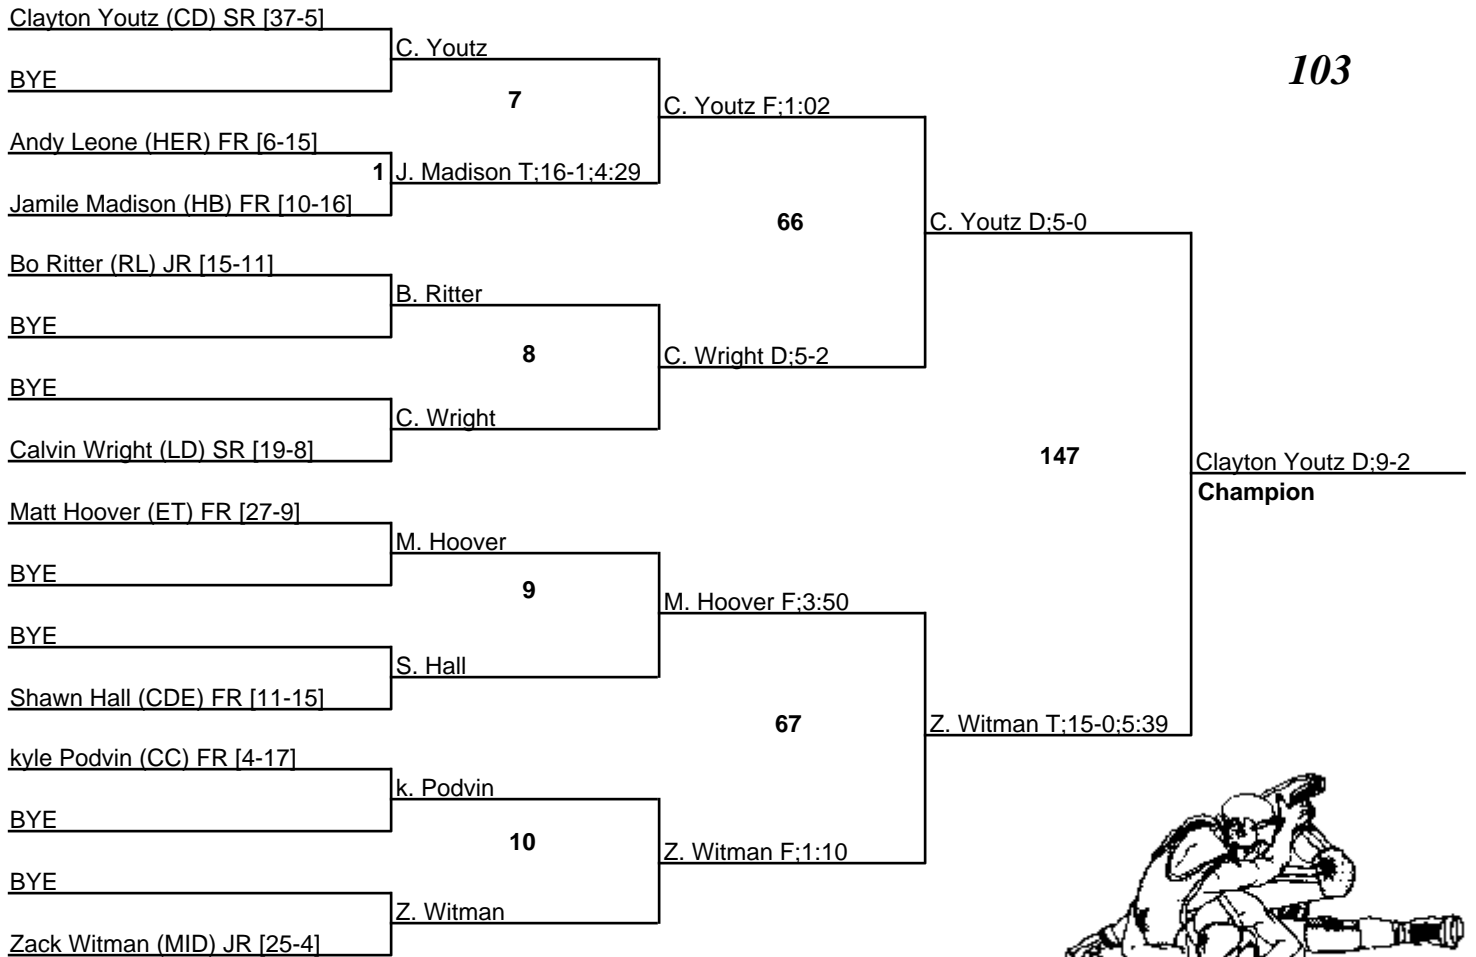 Clayton Youtz (CD) SR [37-5]
BYE
Andy Leone (HER) FR [6-15]
Jamile Madison (HB) FR [10-16]
Bo Ritter (RL) JR [15-11]
BYE
BYE
Calvin Wright (LD) SR [19-8]
Matt Hoover (ET) FR [27-9]
BYE
BYE
Shawn Hall (CDE) FR [11-15]
kyle Podvin (CC) FR [4-17]
BYE
BYE
Zack Witman (MID) JR [25-4]
C. Youtz
1
J. Madison T;16-1;4:29
B. Ritter
C. Wright
M. Hoover
S. Hall
k. Podvin
Z. Witman
7
8
9
10
C. Youtz F;1:02
C. Wright D;5-2
M. Hoover F;3:50
Z. Witman F;1:10
66
67
C. Youtz D;5-0
Z. Witman T;15-0;5:39
147
Clayton Youtz D;9-2
Champion
103